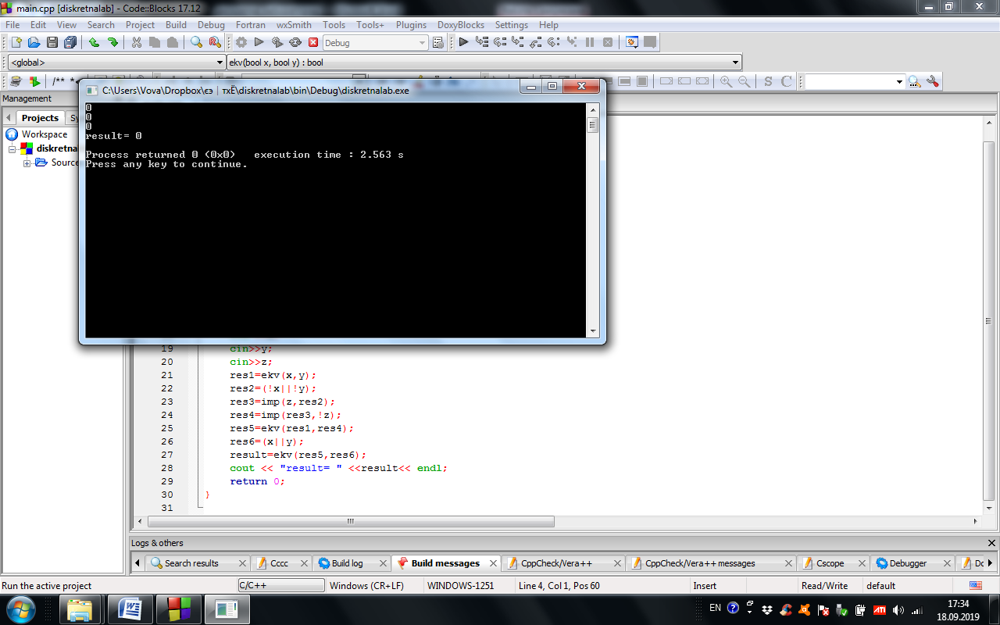 main.cpp [diskretnalab] - Code::Blocks 17.12
File Edit View Search Project Build Debug Fortran wxSmith Tools Tools+ Plugins DoxyBlocks Settings Help
Debug
<global> ekv(bool x, bool y) : bool
/** *
S C
Management
Projects Sy
Workspace
diskretna
Source
C:\Users\Vova\Dropbox\єэ | тхЁ\diskretnalab\bin\Debug\diskretnalab.exe
0
0
0
result= 0
Process returned 0 (0x0) execution time : 2.563 s
Press any key to continue.
19 cin>>y;
20 cin>>z;
21 res1=ekv(x,y);
22 res2=(!x||!y);
23 res3=imp(z,res2);
24 res4=imp(res3,!z);
25 res5=ekv(res1,res4);
26 res6=(x||y);
27 result=ekv(res5,res6);
28 cout << "result= " <<result<< endl;
29 return 0;
30 }
31
Logs & others
Search results Cccc Build log Build messages CppCheck/Vera++ CppCheck/Vera++ messages Cscope Debugger Do
Run the active project C/C++ Windows (CR+LF) WINDOWS-1251 Line 4, Col 1, Pos 60 Insert Read/Write default
EN ATI 17:34
18.09.2019